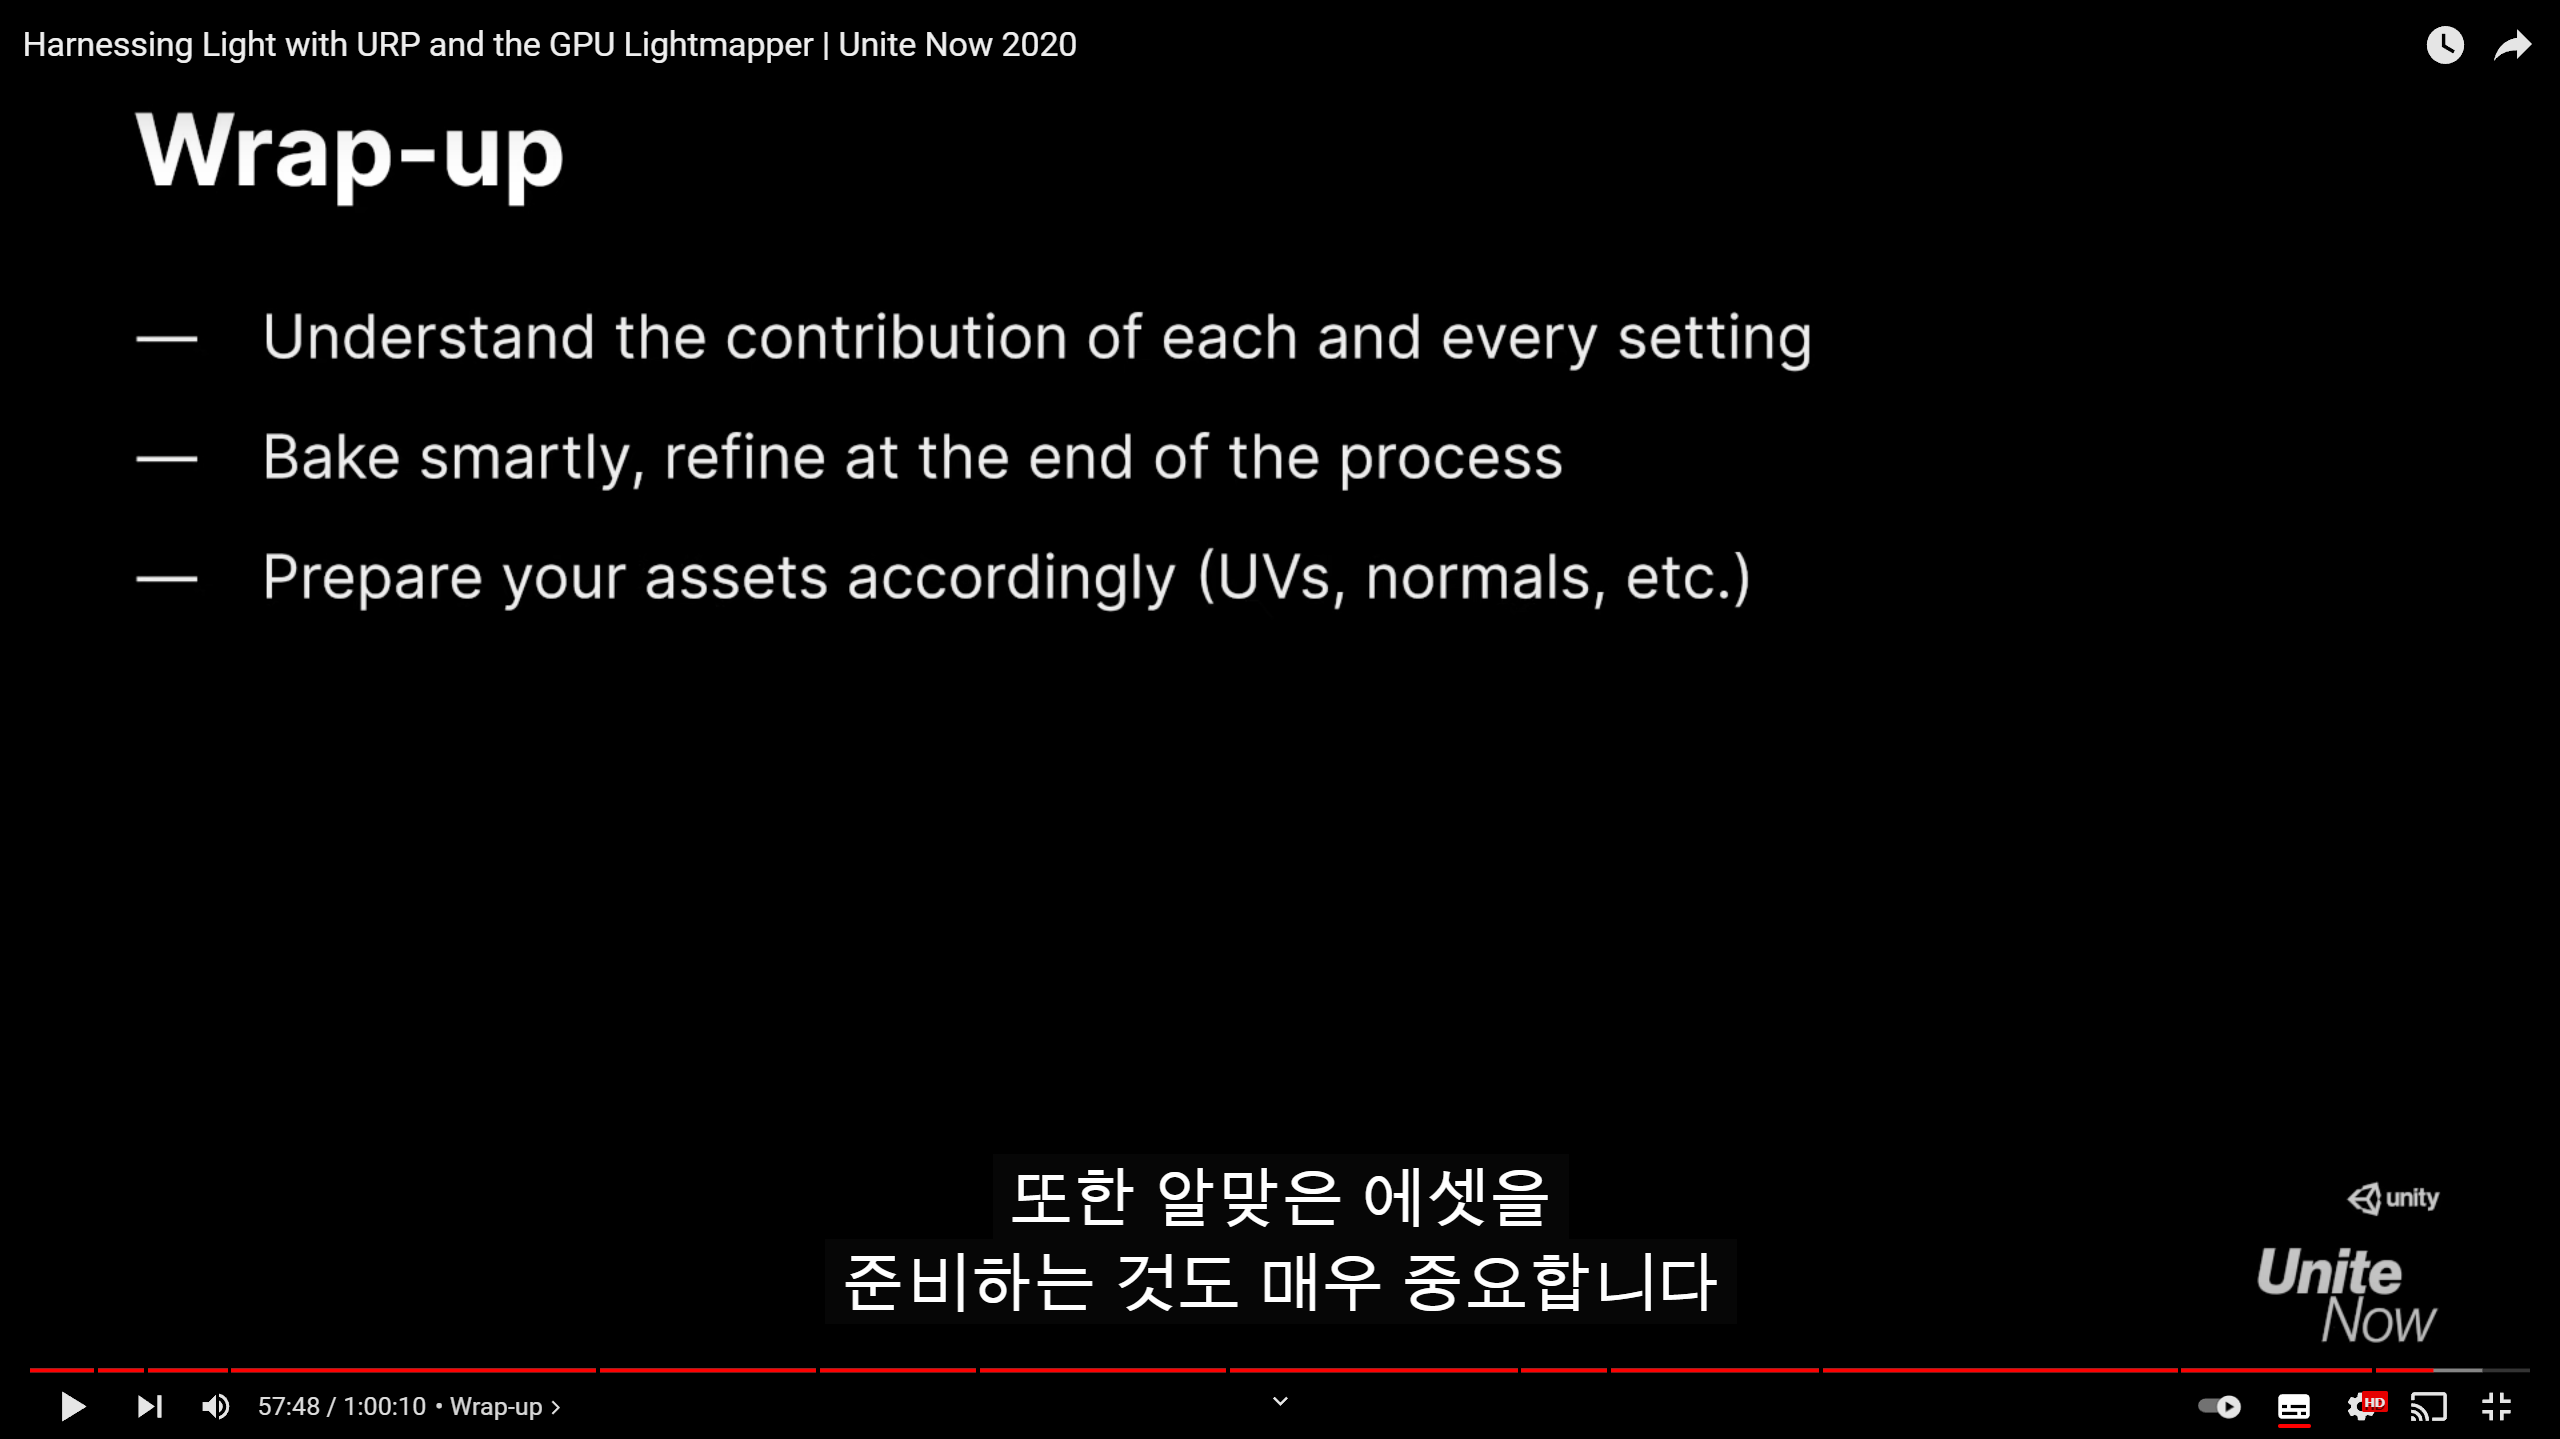 Harnessing Light with URP and the GPU Lightmapper | Unite Now 2020
Wrap-up
— Understand the contribution of each and every setting
— Bake smartly, refine at the end of the process
— Prepare your assets accordingly (UVs, normals, etc.)
또한 알맞은 에셋을
준비하는 것도 매우 중요합니다
unity
Unite
Now
57:48 / 1:00:10 • Wrap-up
HD